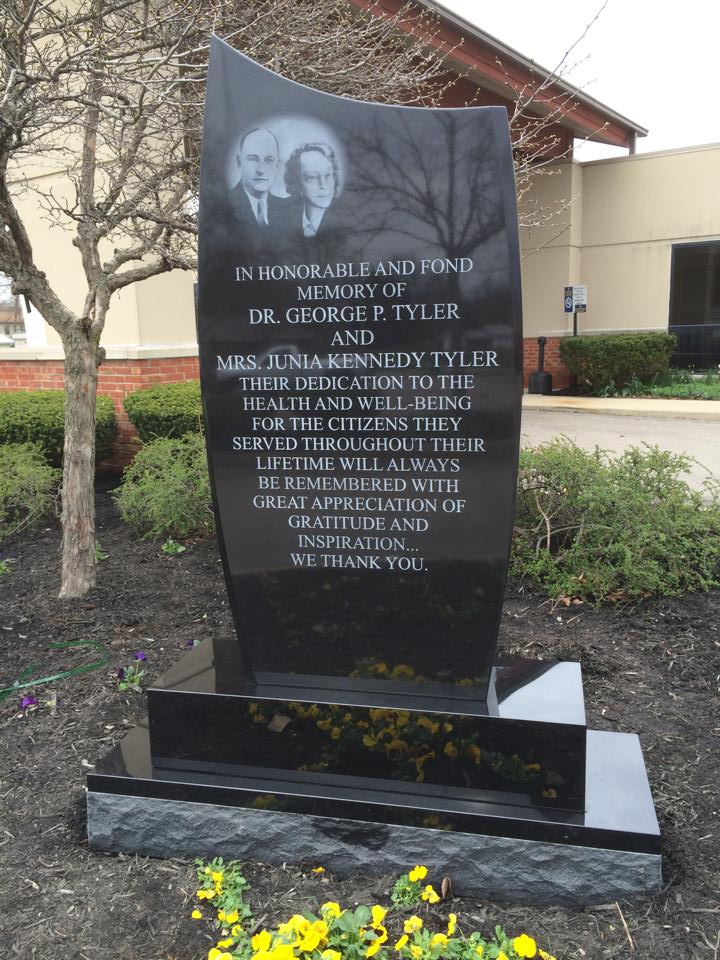 IN HONORABLE AND FOND
MEMORY OF
DR. GEORGE P. TYLER
AND
MRS. JUNIA KENNEDY TYLER
THEIR DEDICATION TO THE
HEALTH AND WELL-BEING
FOR THE CITIZENS THEY
SERVED THROUGHOUT THEIR
LIFETIME WILL ALWAYS
BE REMEMBERED WITH
GREAT APPRECIATION OF
GRATITUDE AND
INSPIRATION...
WE THANK YOU.